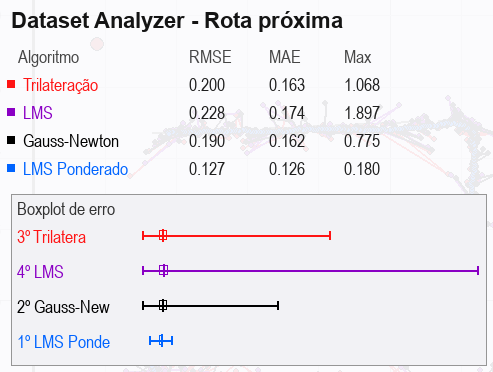 Dataset Analyzer - Rota próxima
Algoritmo RMSE MAE Max
Trilateração 0.200 0.163 1.068
LMS 0.228 0.174 1.897
Gauss-Newton 0.190 0.162 0.775
LMS Ponderado 0.127 0.126 0.180
Boxplot de erro
3º Trilatera
4º LMS
2º Gauss-New
1º LMS Ponde